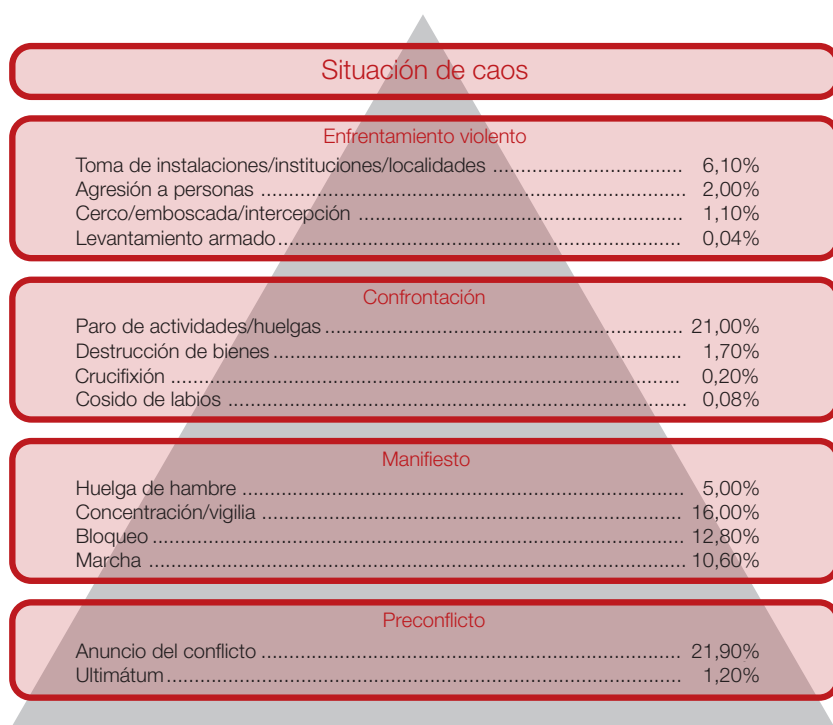 Situación de caos
Enfrentamiento violento
Toma de instalaciones/instituciones/localidades ................................ 6,10%
Agresión a personas ..................................................................... 2,00%
Cerco/emboscada/intercepción ..................................................... 1,10%
Levantamiento armado.................................................................. 0,04%
Confrontación
Paro de actividades/huelgas .......................................................... 21,00%
Destrucción de bienes ................................................................... 1,70%
Crucifixión .................................................................................... 0,20%
Cosido de labios ........................................................................... 0,08%
Manifiesto
Huelga de hambre ......................................................................... 5,00%
Concentración/vigilia ..................................................................... 16,00%
Bloqueo ........................................................................................ 12,80%
Marcha ......................................................................................... 10,60%
Preconflicto
Anuncio del conflicto ..................................................................... 21,90%
Ultimátum...................................................................................... 1,20%